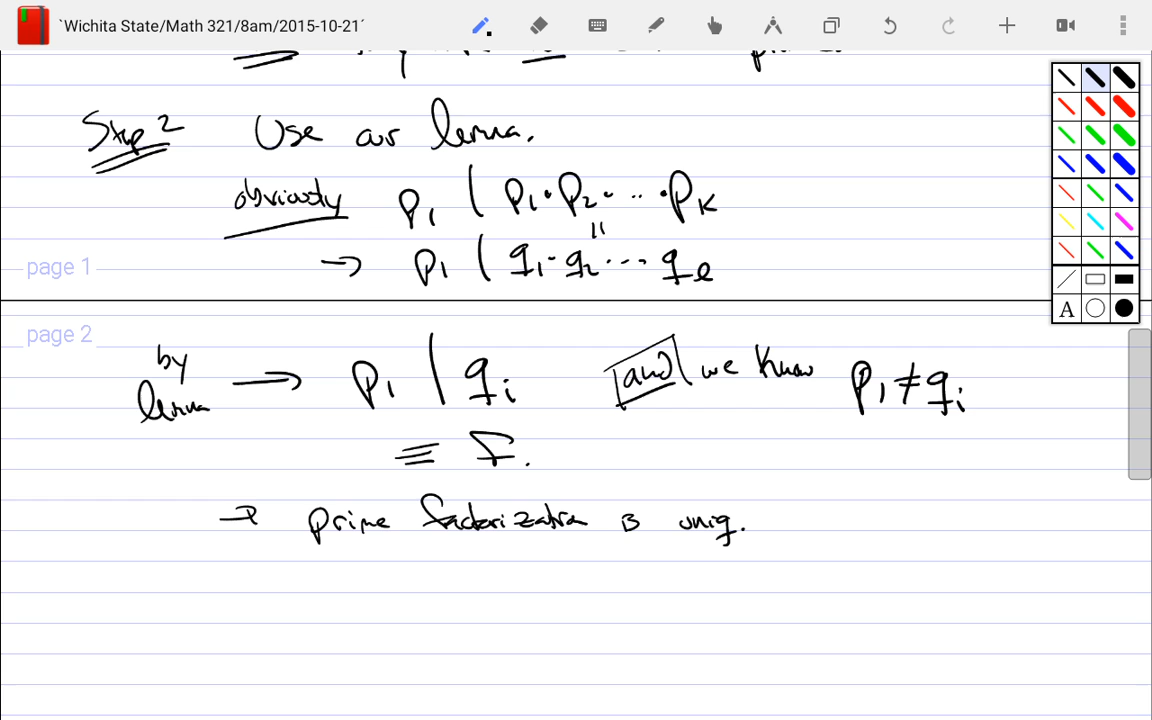 `Wichita State/Math 321/8am/2015-10-21´
Step 2 Use our lemma.
obviously p₁ | p₁ · p₂ · ... · pₖ
=
→ p₁ | q₁ · q₂ ··· qₗ
page 1
page 2
by lemma → p₁ | qᵢ and we know p₁ ≠ qᵢ
≡ F.
→ prime factorization is uniq.
A